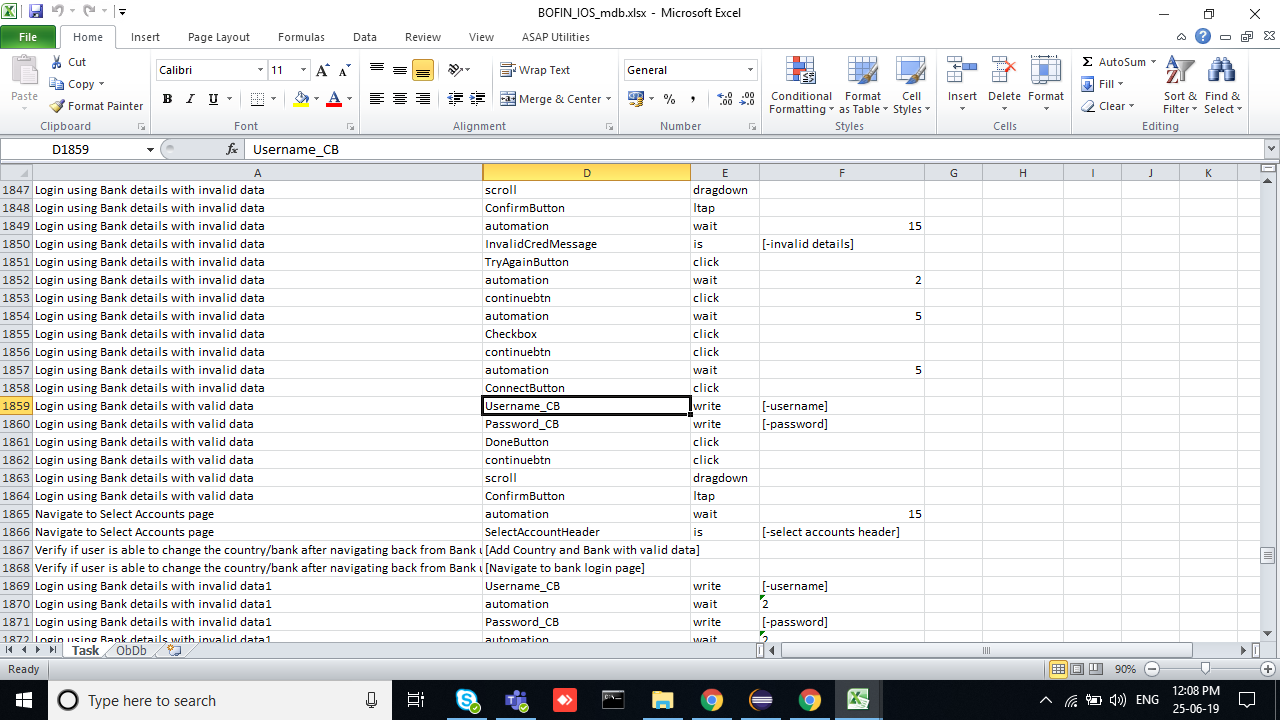 BOFIN_IOS_mdb.xlsx - Microsoft Excel
File Home Insert Page Layout Formulas Data Review View ASAP Utilities
Paste Cut Copy Format Painter Clipboard
Calibri 11 B I U Font
Wrap Text Merge & Center Alignment
General % , Number
Conditional Formatting Format as Table Cell Styles Styles
Insert Delete Format Cells
AutoSum Fill Clear Sort & Filter Find & Select Editing
D1859 fx Username_CB
A D E F G H I J K
1847 Login using Bank details with invalid data scroll dragdown
1848 Login using Bank details with invalid data ConfirmButton ltap
1849 Login using Bank details with invalid data automation wait 15
1850 Login using Bank details with invalid data InvalidCredMessage is [-invalid details]
1851 Login using Bank details with invalid data TryAgainButton click
1852 Login using Bank details with invalid data automation wait 2
1853 Login using Bank details with invalid data continuebtn click
1854 Login using Bank details with invalid data automation wait 5
1855 Login using Bank details with invalid data Checkbox click
1856 Login using Bank details with invalid data continuebtn click
1857 Login using Bank details with invalid data automation wait 5
1858 Login using Bank details with invalid data ConnectButton click
1859 Login using Bank details with valid data Username_CB write [-username]
1860 Login using Bank details with valid data Password_CB write [-password]
1861 Login using Bank details with valid data DoneButton click
1862 Login using Bank details with valid data continuebtn click
1863 Login using Bank details with valid data scroll dragdown
1864 Login using Bank details with valid data ConfirmButton ltap
1865 Navigate to Select Accounts page automation wait 15
1866 Navigate to Select Accounts page SelectAccountHeader is [-select accounts header]
1867 Verify if user is able to change the country/bank after navigating back from Bank [Add Country and Bank with valid data]
1868 Verify if user is able to change the country/bank after navigating back from Bank [Navigate to bank login page]
1869 Login using Bank details with invalid data1 Username_CB write [-username]
1870 Login using Bank details with invalid data1 automation wait 2
1871 Login using Bank details with invalid data1 Password_CB write [-password]
1872 Login using Bank details with invalid data1 automation wait 2
Task ObDb
Ready 90%
Type here to search ENG 12:08 PM
25-06-19